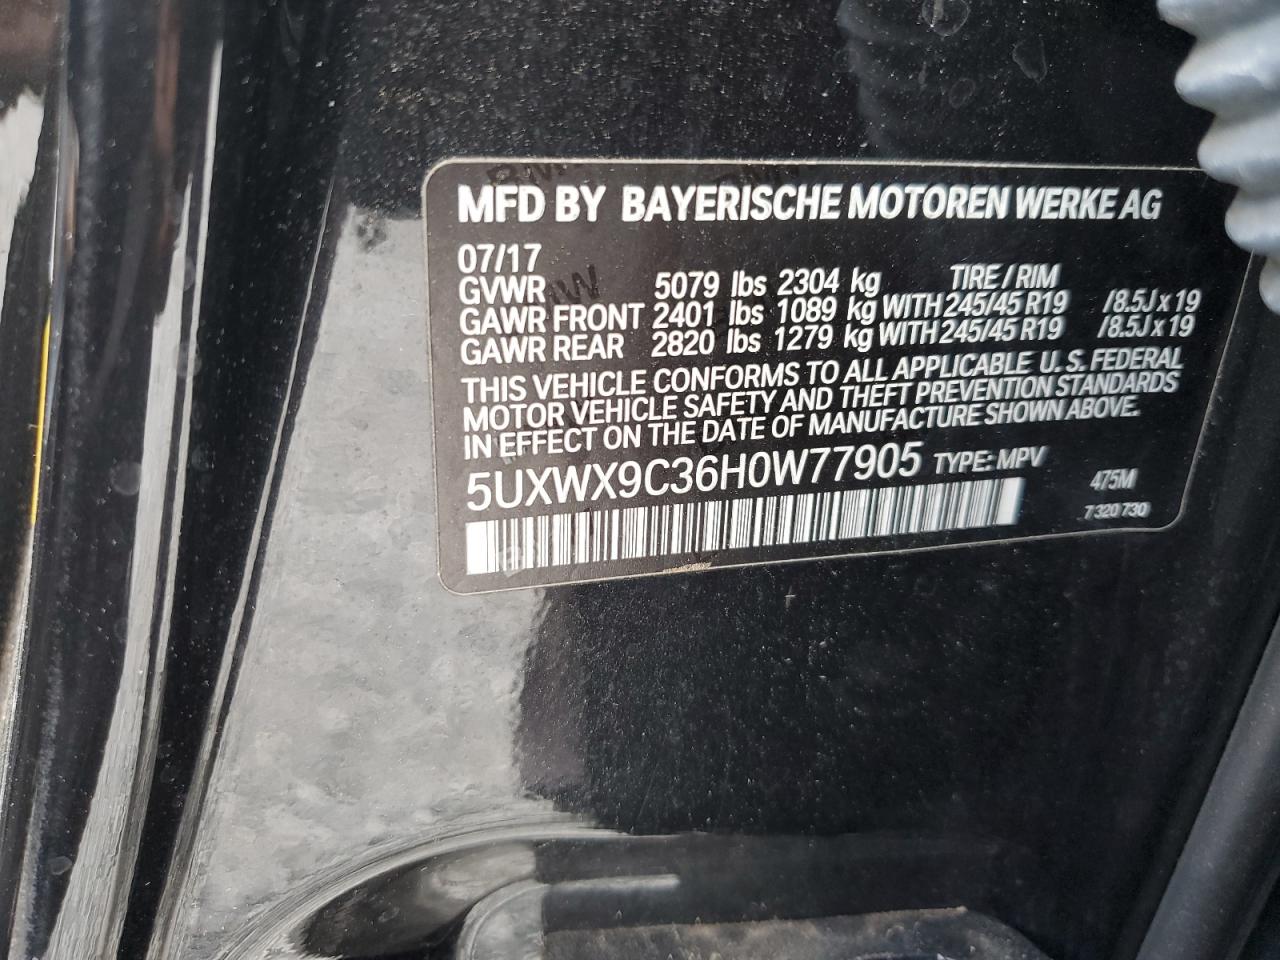 MFD BY BAYERISCHE MOTOREN WERKE AG
07/17
GVWR 5079 lbs 2304 kg TIRE / RIM
GAWR FRONT 2401 lbs 1089 kg WITH 245/45 R19 /8.5J x 19
GAWR REAR 2820 lbs 1279 kg WITH 245/45 R19 /8.5J x 19
THIS VEHICLE CONFORMS TO ALL APPLICABLE U.S. FEDERAL
MOTOR VEHICLE SAFETY AND THEFT PREVENTION STANDARDS
IN EFFECT ON THE DATE OF MANUFACTURE SHOWN ABOVE.
5UXWX9C36H0W77905 TYPE: MPV
475M
7 320 730